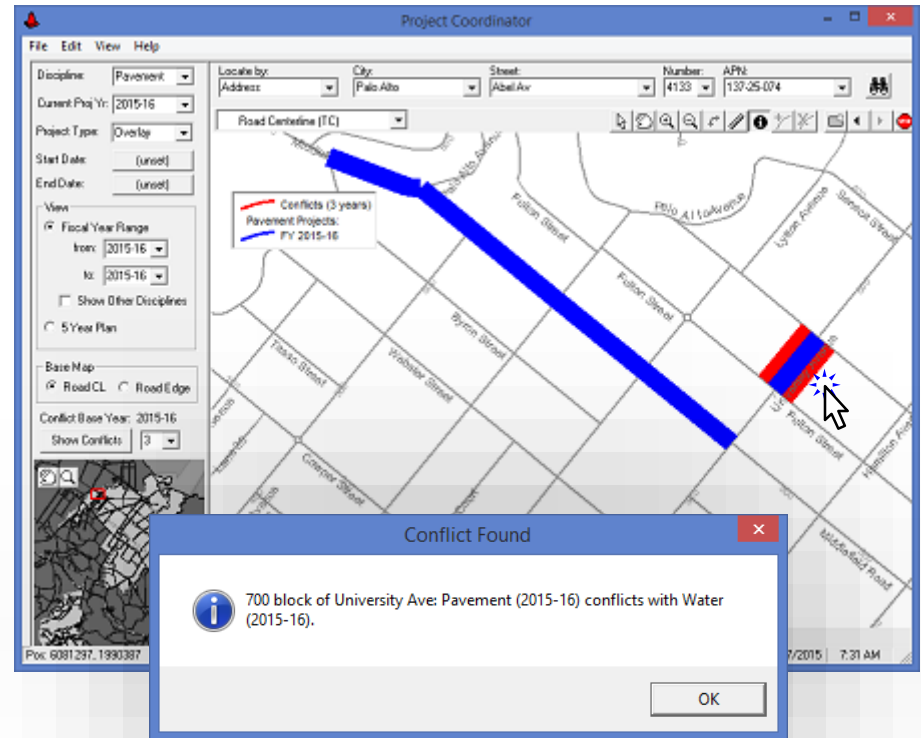 Project Coordinator
File Edit View Help
Discipline: Pavement
Current Proj Yr: 2015-16
Project Type: Overlay
Start Date: (unset)
End Date: (unset)
View
Fiscal Year Range
from: 2015-16
to: 2015-16
Show Other Disciplines
5 Year Plan
Base Map
Road CL Road Edge
Conflict Base Year: 2015-16
Show Conflicts 3
Locate by: City: Street: Number: APN:
Address Palo Alto Abel Av 4133 137-25-074
Road Centerline (TC)
Conflicts (3 years)
Pavement Projects:
FY 2015-16
Palo Alto Avenue
Fulton Street
Lytton Avenue
Seneca Street
Fulton Street
Byron Street
Webster Street
Tasso Street
Cowper Street
Fulton Street
Hamilton
Middlefield Road
Pos: 6081297, 1990387
/2015 7:31 AM
Conflict Found
700 block of University Ave: Pavement (2015-16) conflicts with Water
(2015-16).
OK